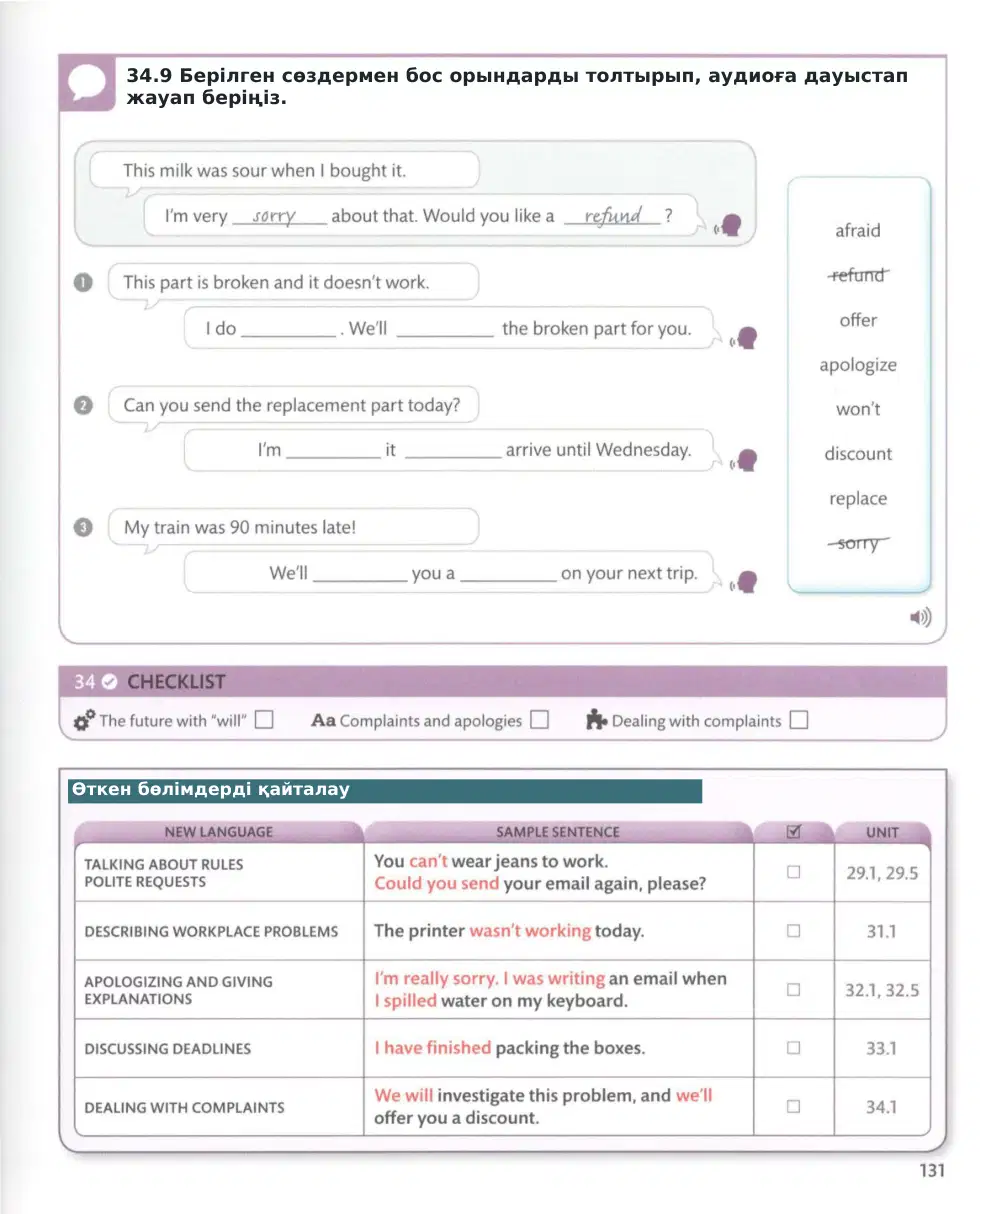 34.9 Берілген сөздермен бос орындарды толтырып, аудиоға дауыстап
жауап беріңіз.
This milk was sour when I bought it.
I'm very sorry about that. Would you like a refund ?
1 This part is broken and it doesn't work.
I do __________ . We'll __________ the broken part for you.
2 Can you send the replacement part today?
I'm __________ it __________ arrive until Wednesday.
3 My train was 90 minutes late!
We'll __________ you a __________ on your next trip.
afraid
refund
offer
apologize
won't
discount
replace
sorry
34 CHECKLIST
The future with "will" Aa Complaints and apologies Dealing with complaints
Өткен бөлімдерді қайталау
NEW LANGUAGE SAMPLE SENTENCE UNIT
TALKING ABOUT RULES
POLITE REQUESTS
You can't wear jeans to work.
Could you send your email again, please?
29.1, 29.5
DESCRIBING WORKPLACE PROBLEMS The printer wasn't working today. 31.1
APOLOGIZING AND GIVING
EXPLANATIONS
I'm really sorry. I was writing an email when
I spilled water on my keyboard.
32.1, 32.5
DISCUSSING DEADLINES I have finished packing the boxes. 33.1
DEALING WITH COMPLAINTS
We will investigate this problem, and we'll
offer you a discount.
34.1
131